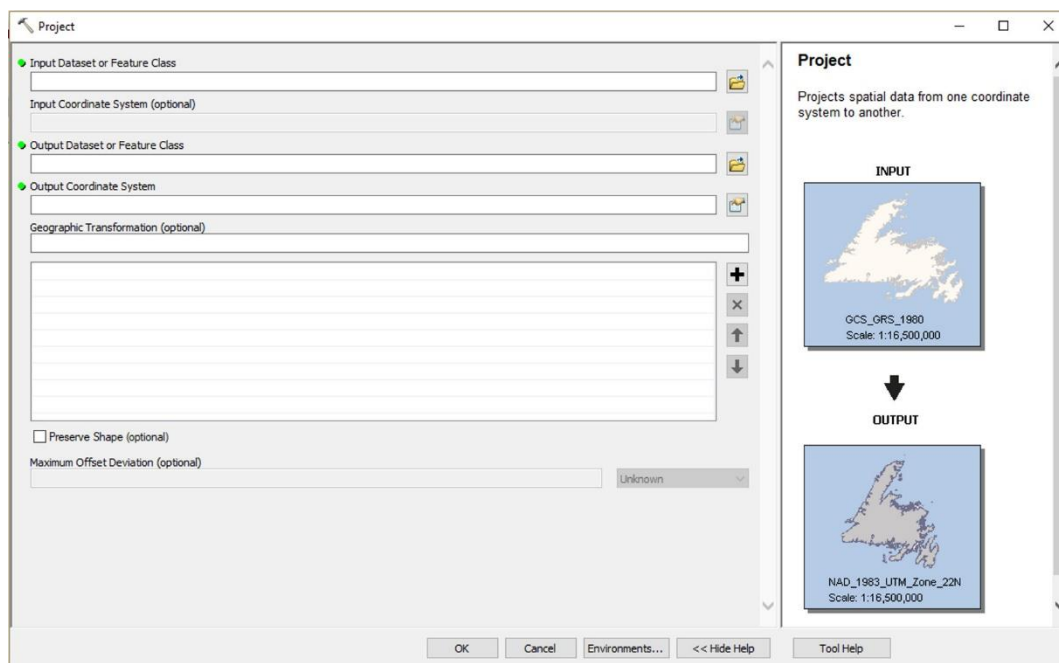 Project
Input Dataset or Feature Class
Input Coordinate System (optional)
Output Dataset or Feature Class
Output Coordinate System
Geographic Transformation (optional)
Preserve Shape (optional)
Maximum Offset Deviation (optional)
Unknown
Project
Projects spatial data from one coordinate
system to another.
INPUT
GCS_GRS_1980
Scale: 1:16,500,000
OUTPUT
NAD_1983_UTM_Zone_22N
Scale: 1:16,500,000
OK
Cancel
Environments...
<< Hide Help
Tool Help